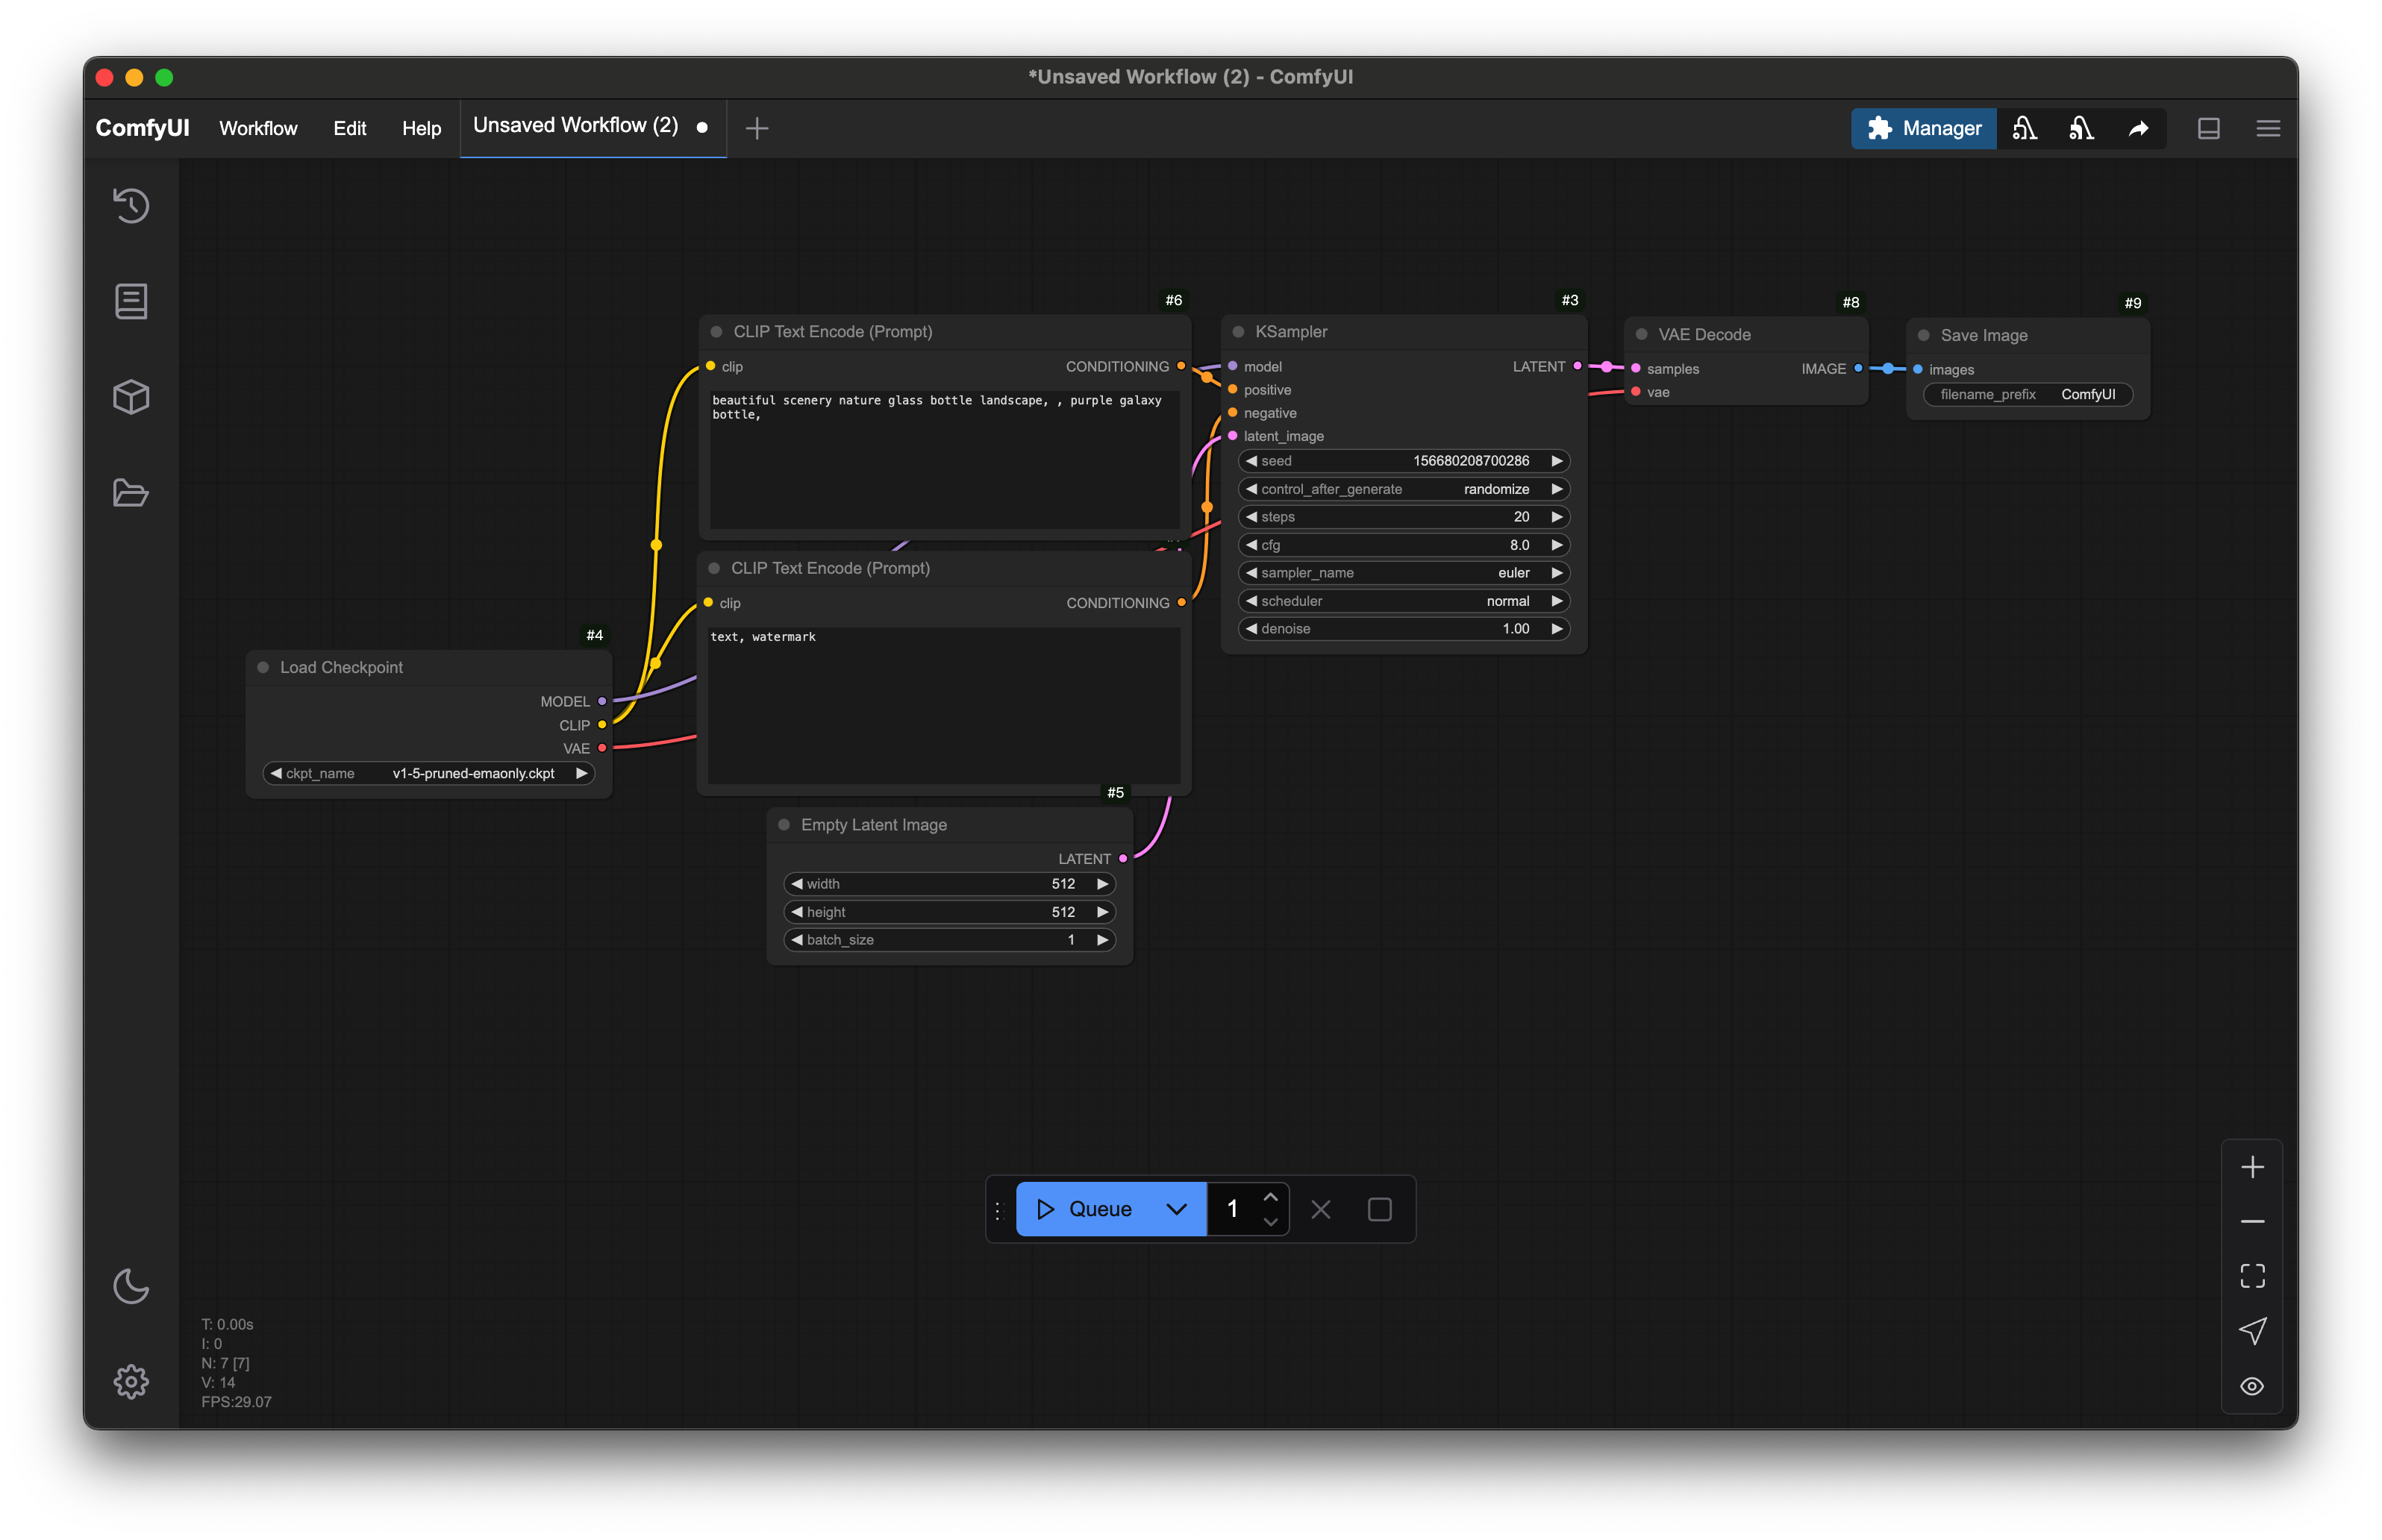 *Unsaved Workflow (2) - ComfyUI
ComfyUI Workflow Edit Help Unsaved Workflow (2)
Manager
#6
CLIP Text Encode (Prompt)
clip CONDITIONING
beautiful scenery nature glass bottle landscape, , purple galaxy
bottle,
CLIP Text Encode (Prompt)
clip CONDITIONING
text, watermark
#4
Load Checkpoint
MODEL
CLIP
VAE
ckpt_name v1-5-pruned-emaonly.ckpt
#5
Empty Latent Image
LATENT
width 512
height 512
batch_size 1
#3
KSampler
model LATENT
positive
negative
latent_image
seed 156680208700286
control_after_generate randomize
steps 20
cfg 8.0
sampler_name euler
scheduler normal
denoise 1.00
#8
VAE Decode
samples IMAGE
vae
#9
Save Image
images
filename_prefix ComfyUI
Queue 1
T: 0.00s
I: 0
N: 7 [7]
V: 14
FPS:29.07